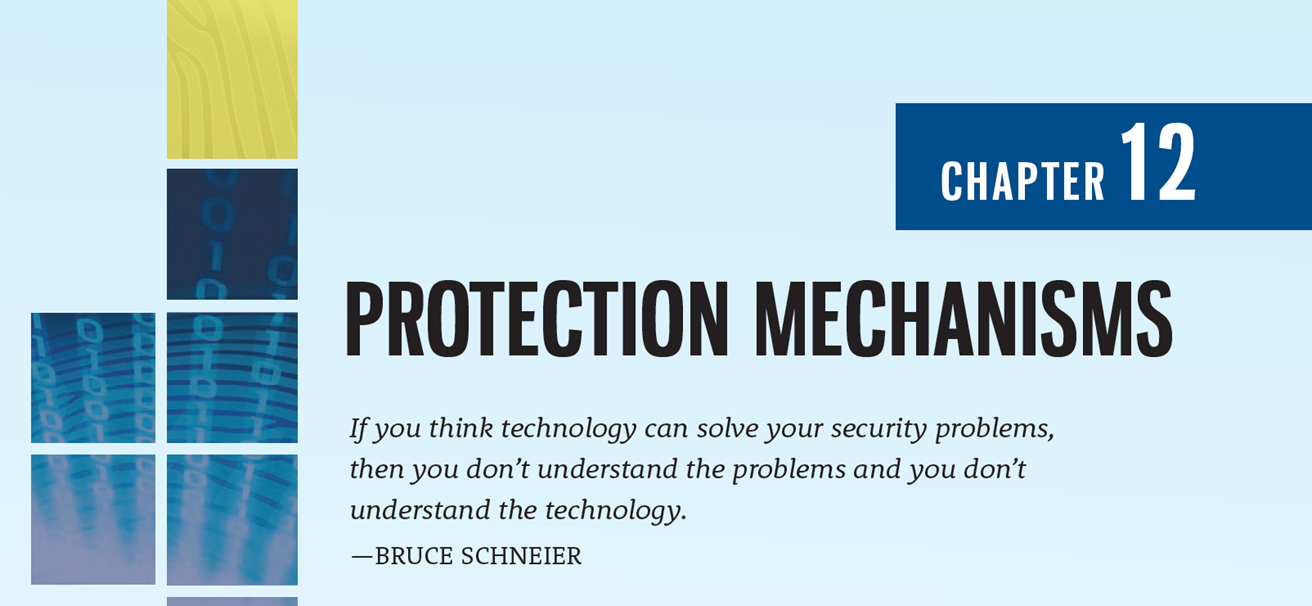 CHAPTER 12
PROTECTION MECHANISMS
If you think technology can solve your security problems,
then you don’t understand the problems and you don’t
understand the technology.
—BRUCE SCHNEIER